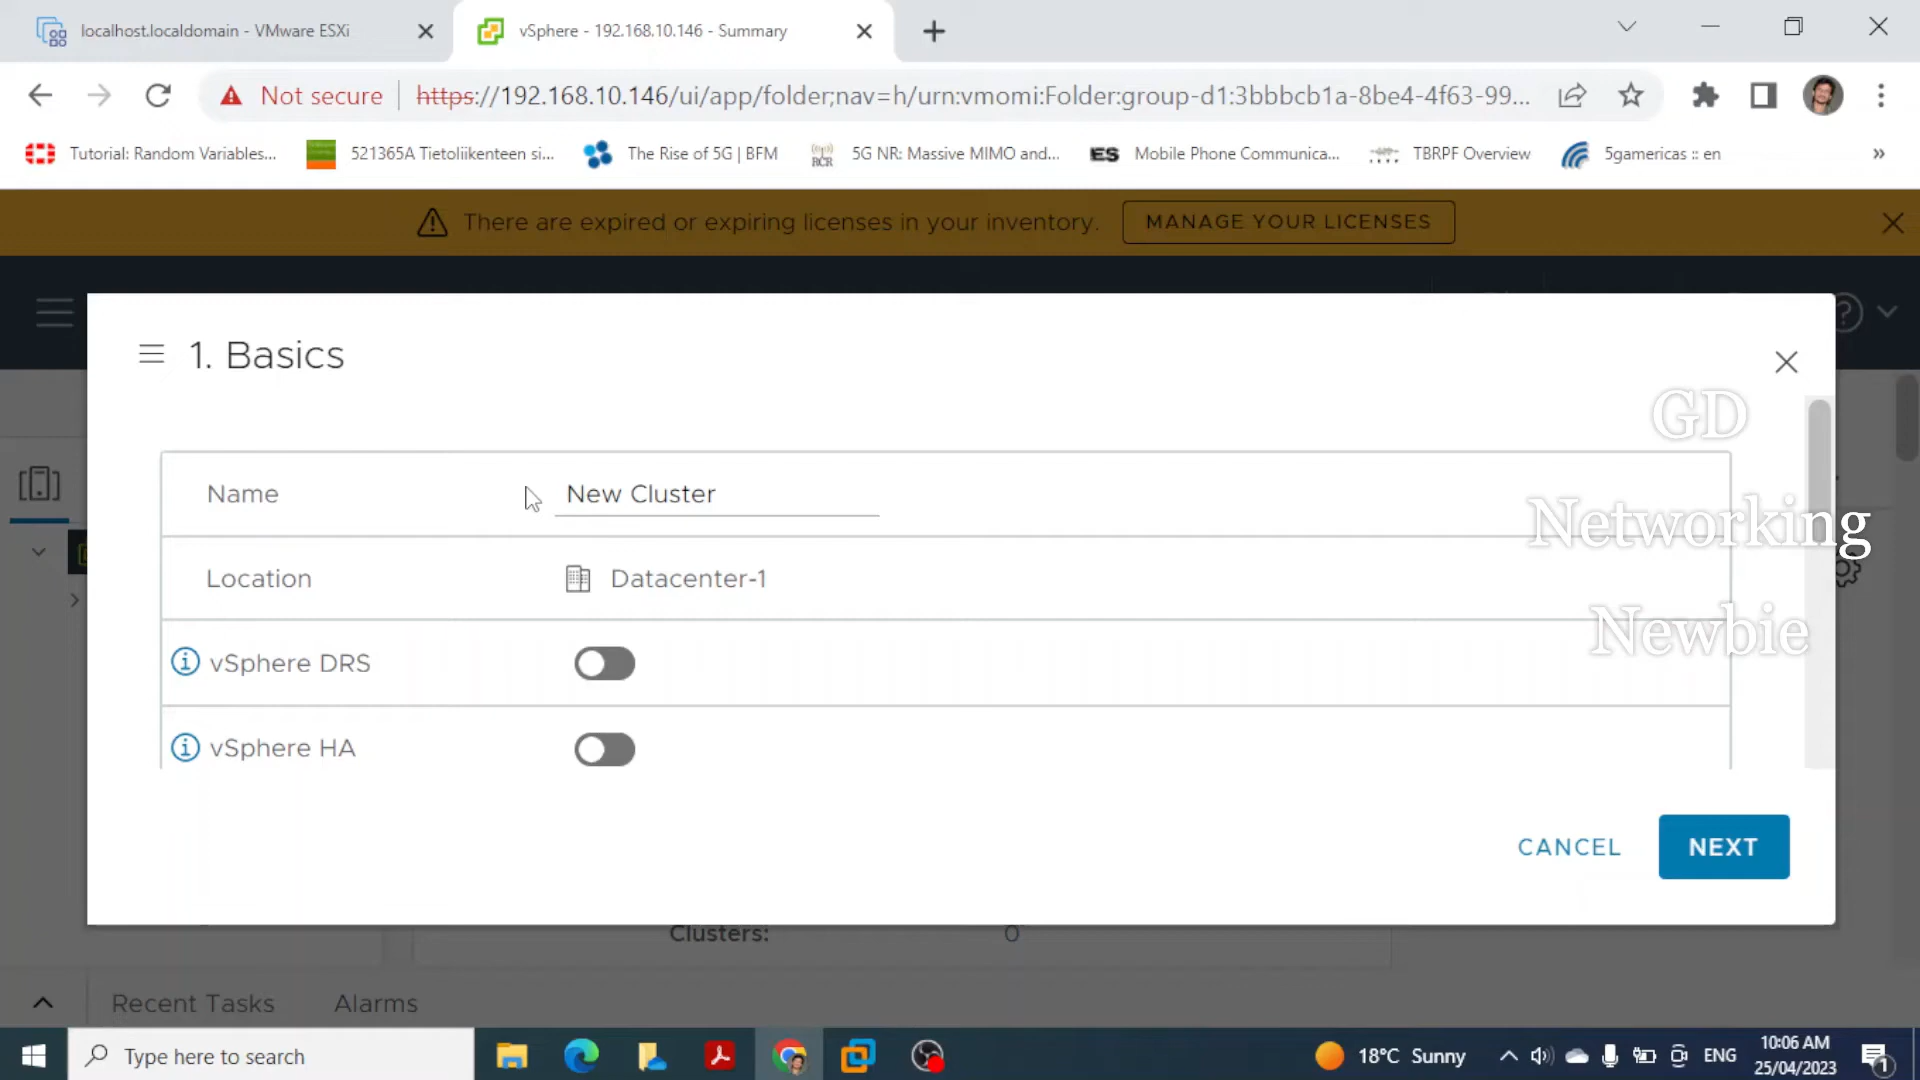 localhost.localdomain - VMware ESXi
vSphere - 192.168.10.146 - Summary
Not secure
https://192.168.10.146/ui/app/folder;nav=h/urn:vmomi:Folder:group-d1:3bbbcb1a-8be4-4f63-99...
Tutorial: Random Variables...
521365A Tietoliikenteen si...
The Rise of 5G | BFM
BCR
5G NR: Massive MIMO and...
ES
Mobile Phone Communica...
TBRPF Overview
5gamericas :: en
»
There are expired or expiring licenses in your inventory.
MANAGE YOUR LICENSES
1. Basics
GD
Networking
Newbie
Name
New Cluster
Location
Datacenter-1
vSphere DRS
vSphere HA
CANCEL
NEXT
Clusters:
0
Recent Tasks
Alarms
Type here to search
18°C Sunny
ENG
10:06 AM
25/04/2023
1